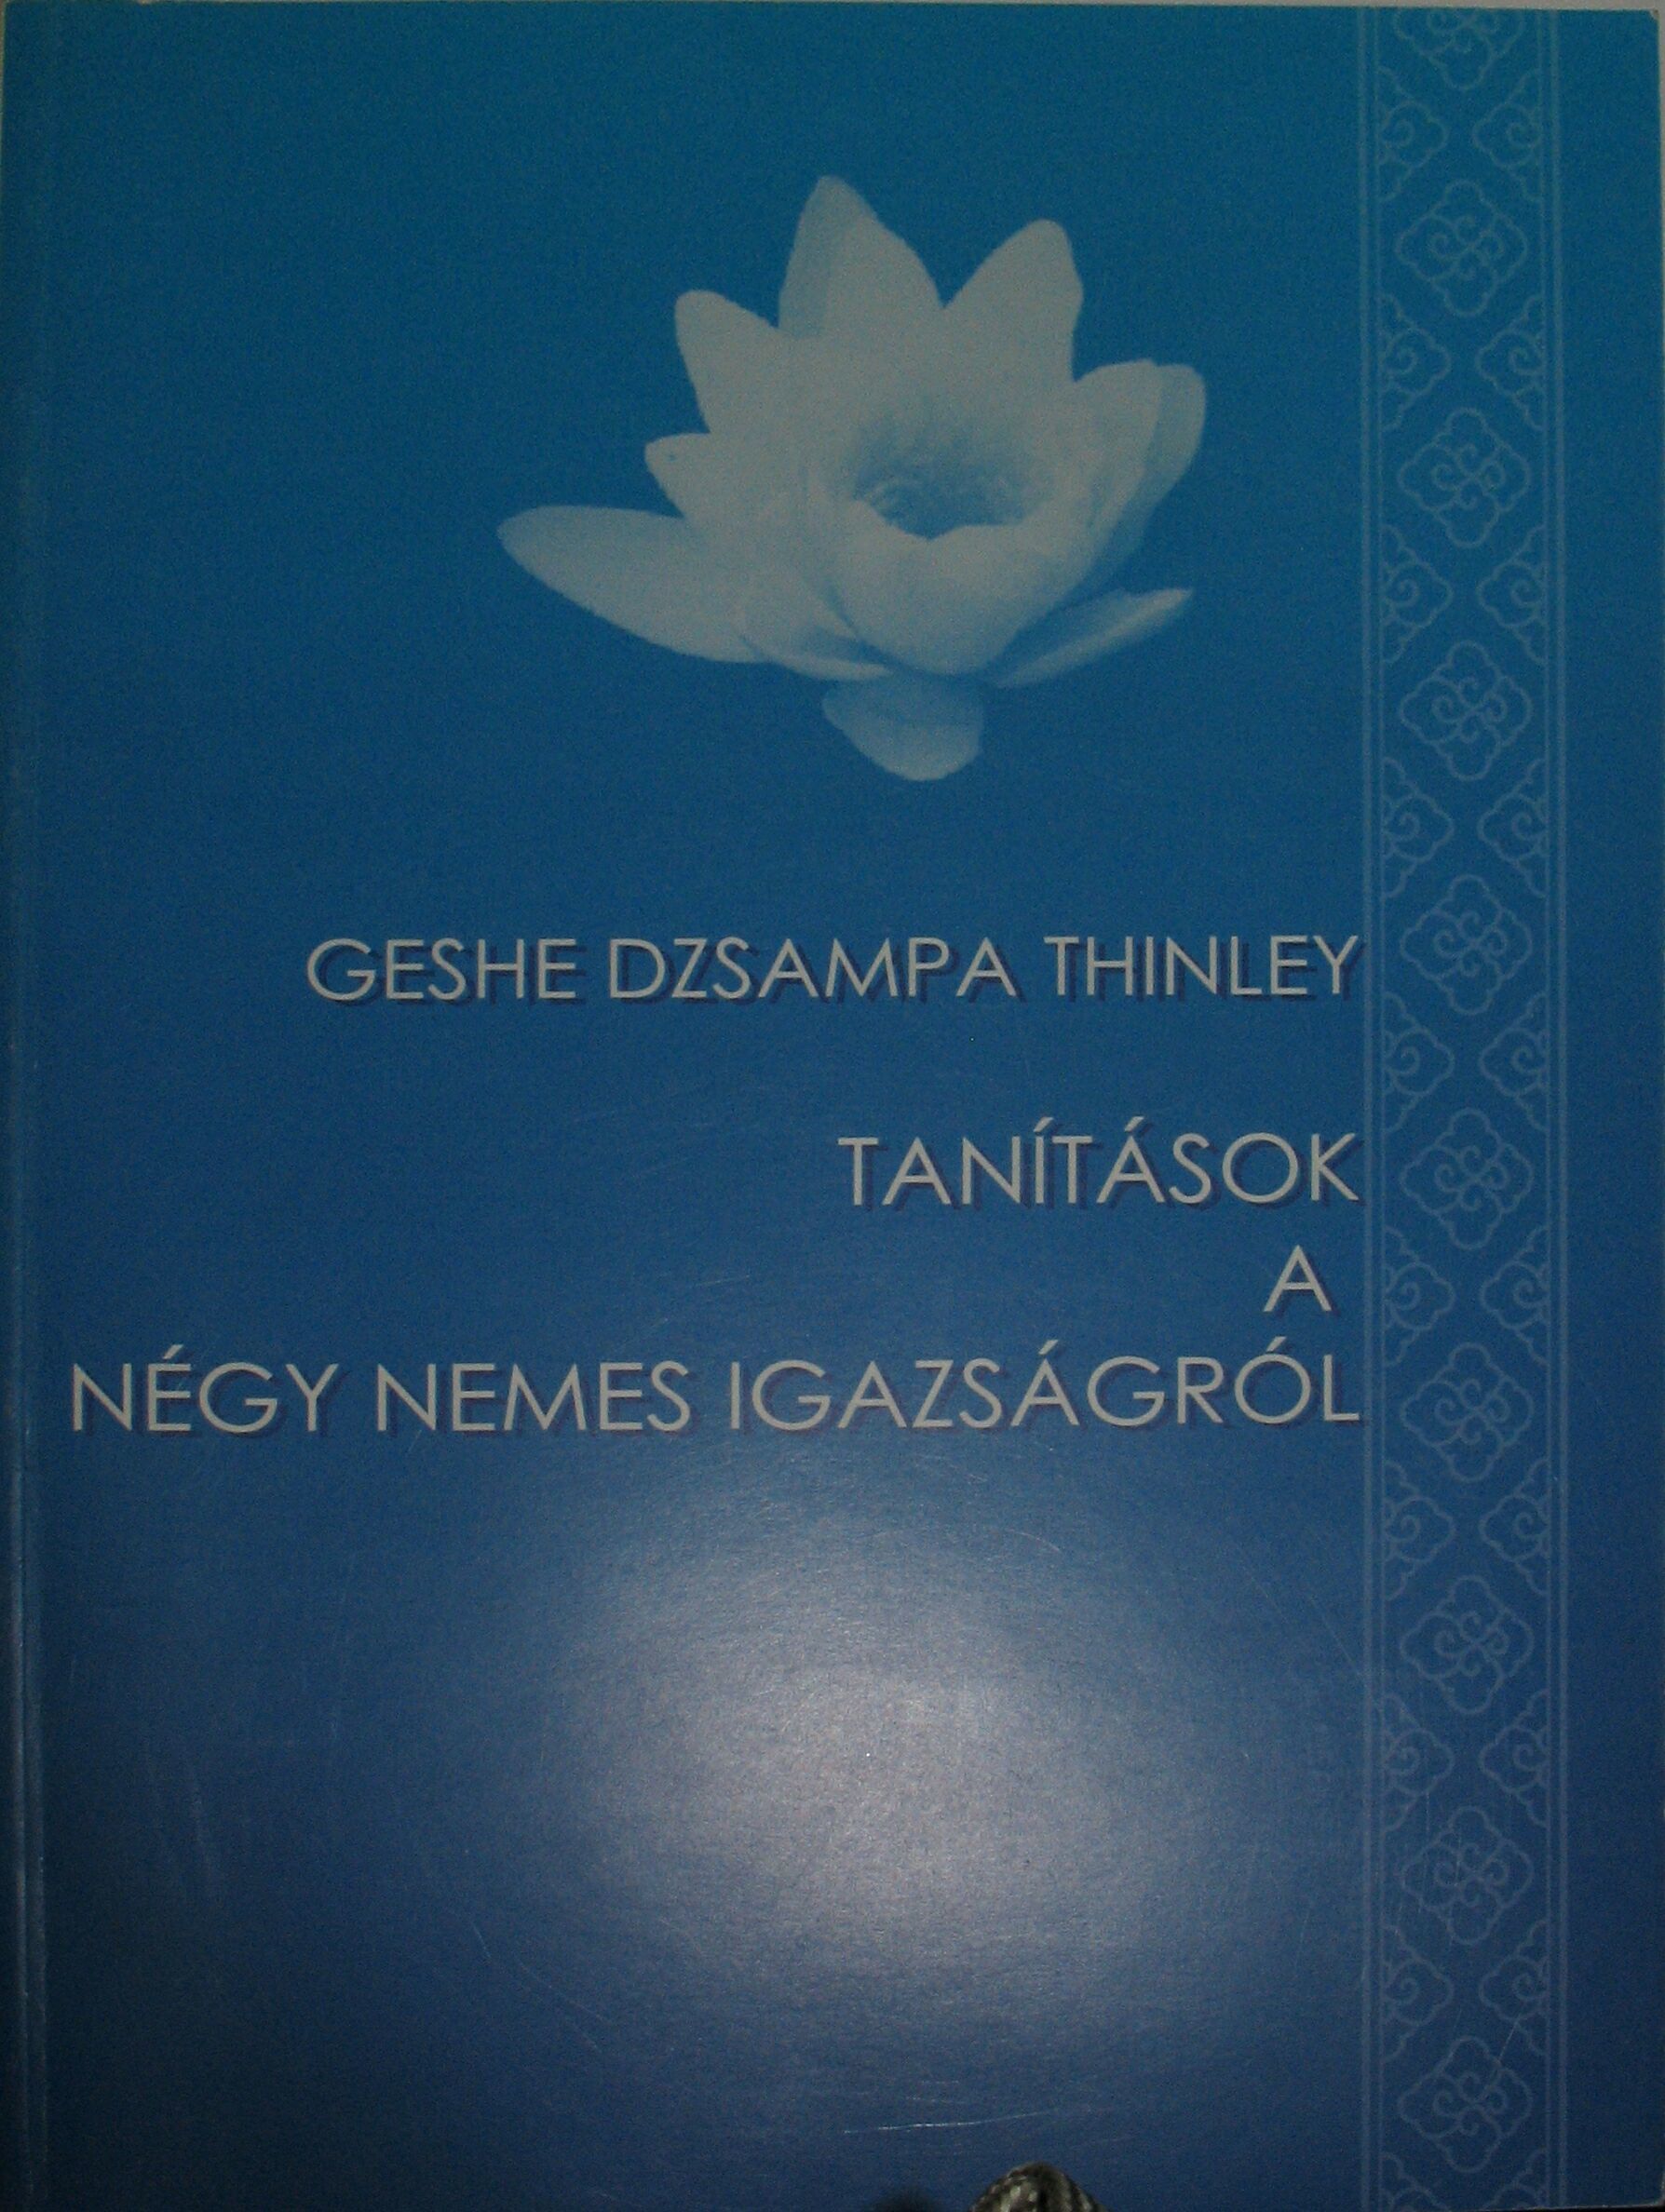 GESHE DZSAMPA THINLEY
TANÍTÁSOK
A
NÉGY NEMES IGAZSÁGRÓL